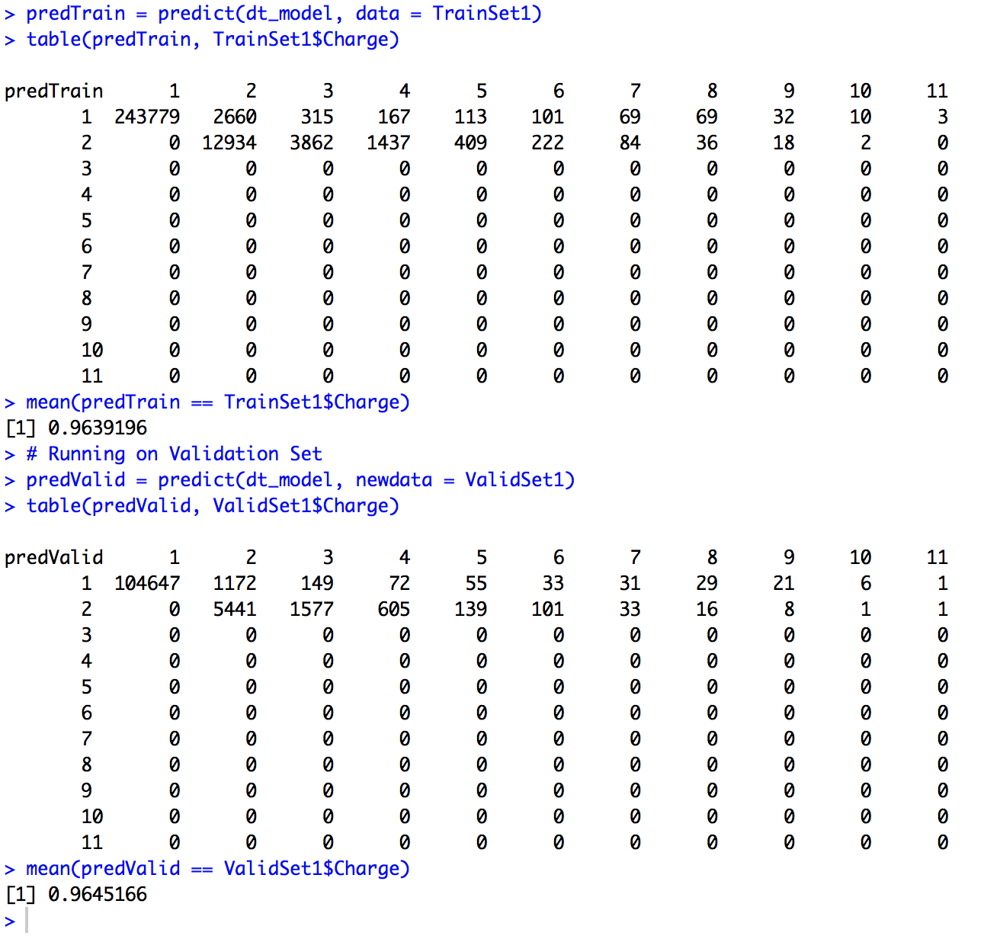 > predTrain = predict(dt_model, data = TrainSet1)
> table(predTrain, TrainSet1$Charge)
predTrain 1 2 3 4 5 6 7 8 9 10 11
1 243779 2660 315 167 113 101 69 69 32 10 3
2 0 12934 3862 1437 409 222 84 36 18 2 0
3 0 0 0 0 0 0 0 0 0 0 0
4 0 0 0 0 0 0 0 0 0 0 0
5 0 0 0 0 0 0 0 0 0 0 0
6 0 0 0 0 0 0 0 0 0 0 0
7 0 0 0 0 0 0 0 0 0 0 0
8 0 0 0 0 0 0 0 0 0 0 0
9 0 0 0 0 0 0 0 0 0 0 0
10 0 0 0 0 0 0 0 0 0 0 0
11 0 0 0 0 0 0 0 0 0 0 0
> mean(predTrain == TrainSet1$Charge)
[1] 0.9639196
> # Running on Validation Set
> predValid = predict(dt_model, newdata = ValidSet1)
> table(predValid, ValidSet1$Charge)
predValid 1 2 3 4 5 6 7 8 9 10 11
1 104647 1172 149 72 55 33 31 29 21 6 1
2 0 5441 1577 605 139 101 33 16 8 1 1
3 0 0 0 0 0 0 0 0 0 0 0
4 0 0 0 0 0 0 0 0 0 0 0
5 0 0 0 0 0 0 0 0 0 0 0
6 0 0 0 0 0 0 0 0 0 0 0
7 0 0 0 0 0 0 0 0 0 0 0
8 0 0 0 0 0 0 0 0 0 0 0
9 0 0 0 0 0 0 0 0 0 0 0
10 0 0 0 0 0 0 0 0 0 0 0
11 0 0 0 0 0 0 0 0 0 0 0
> mean(predValid == ValidSet1$Charge)
[1] 0.9645166
>